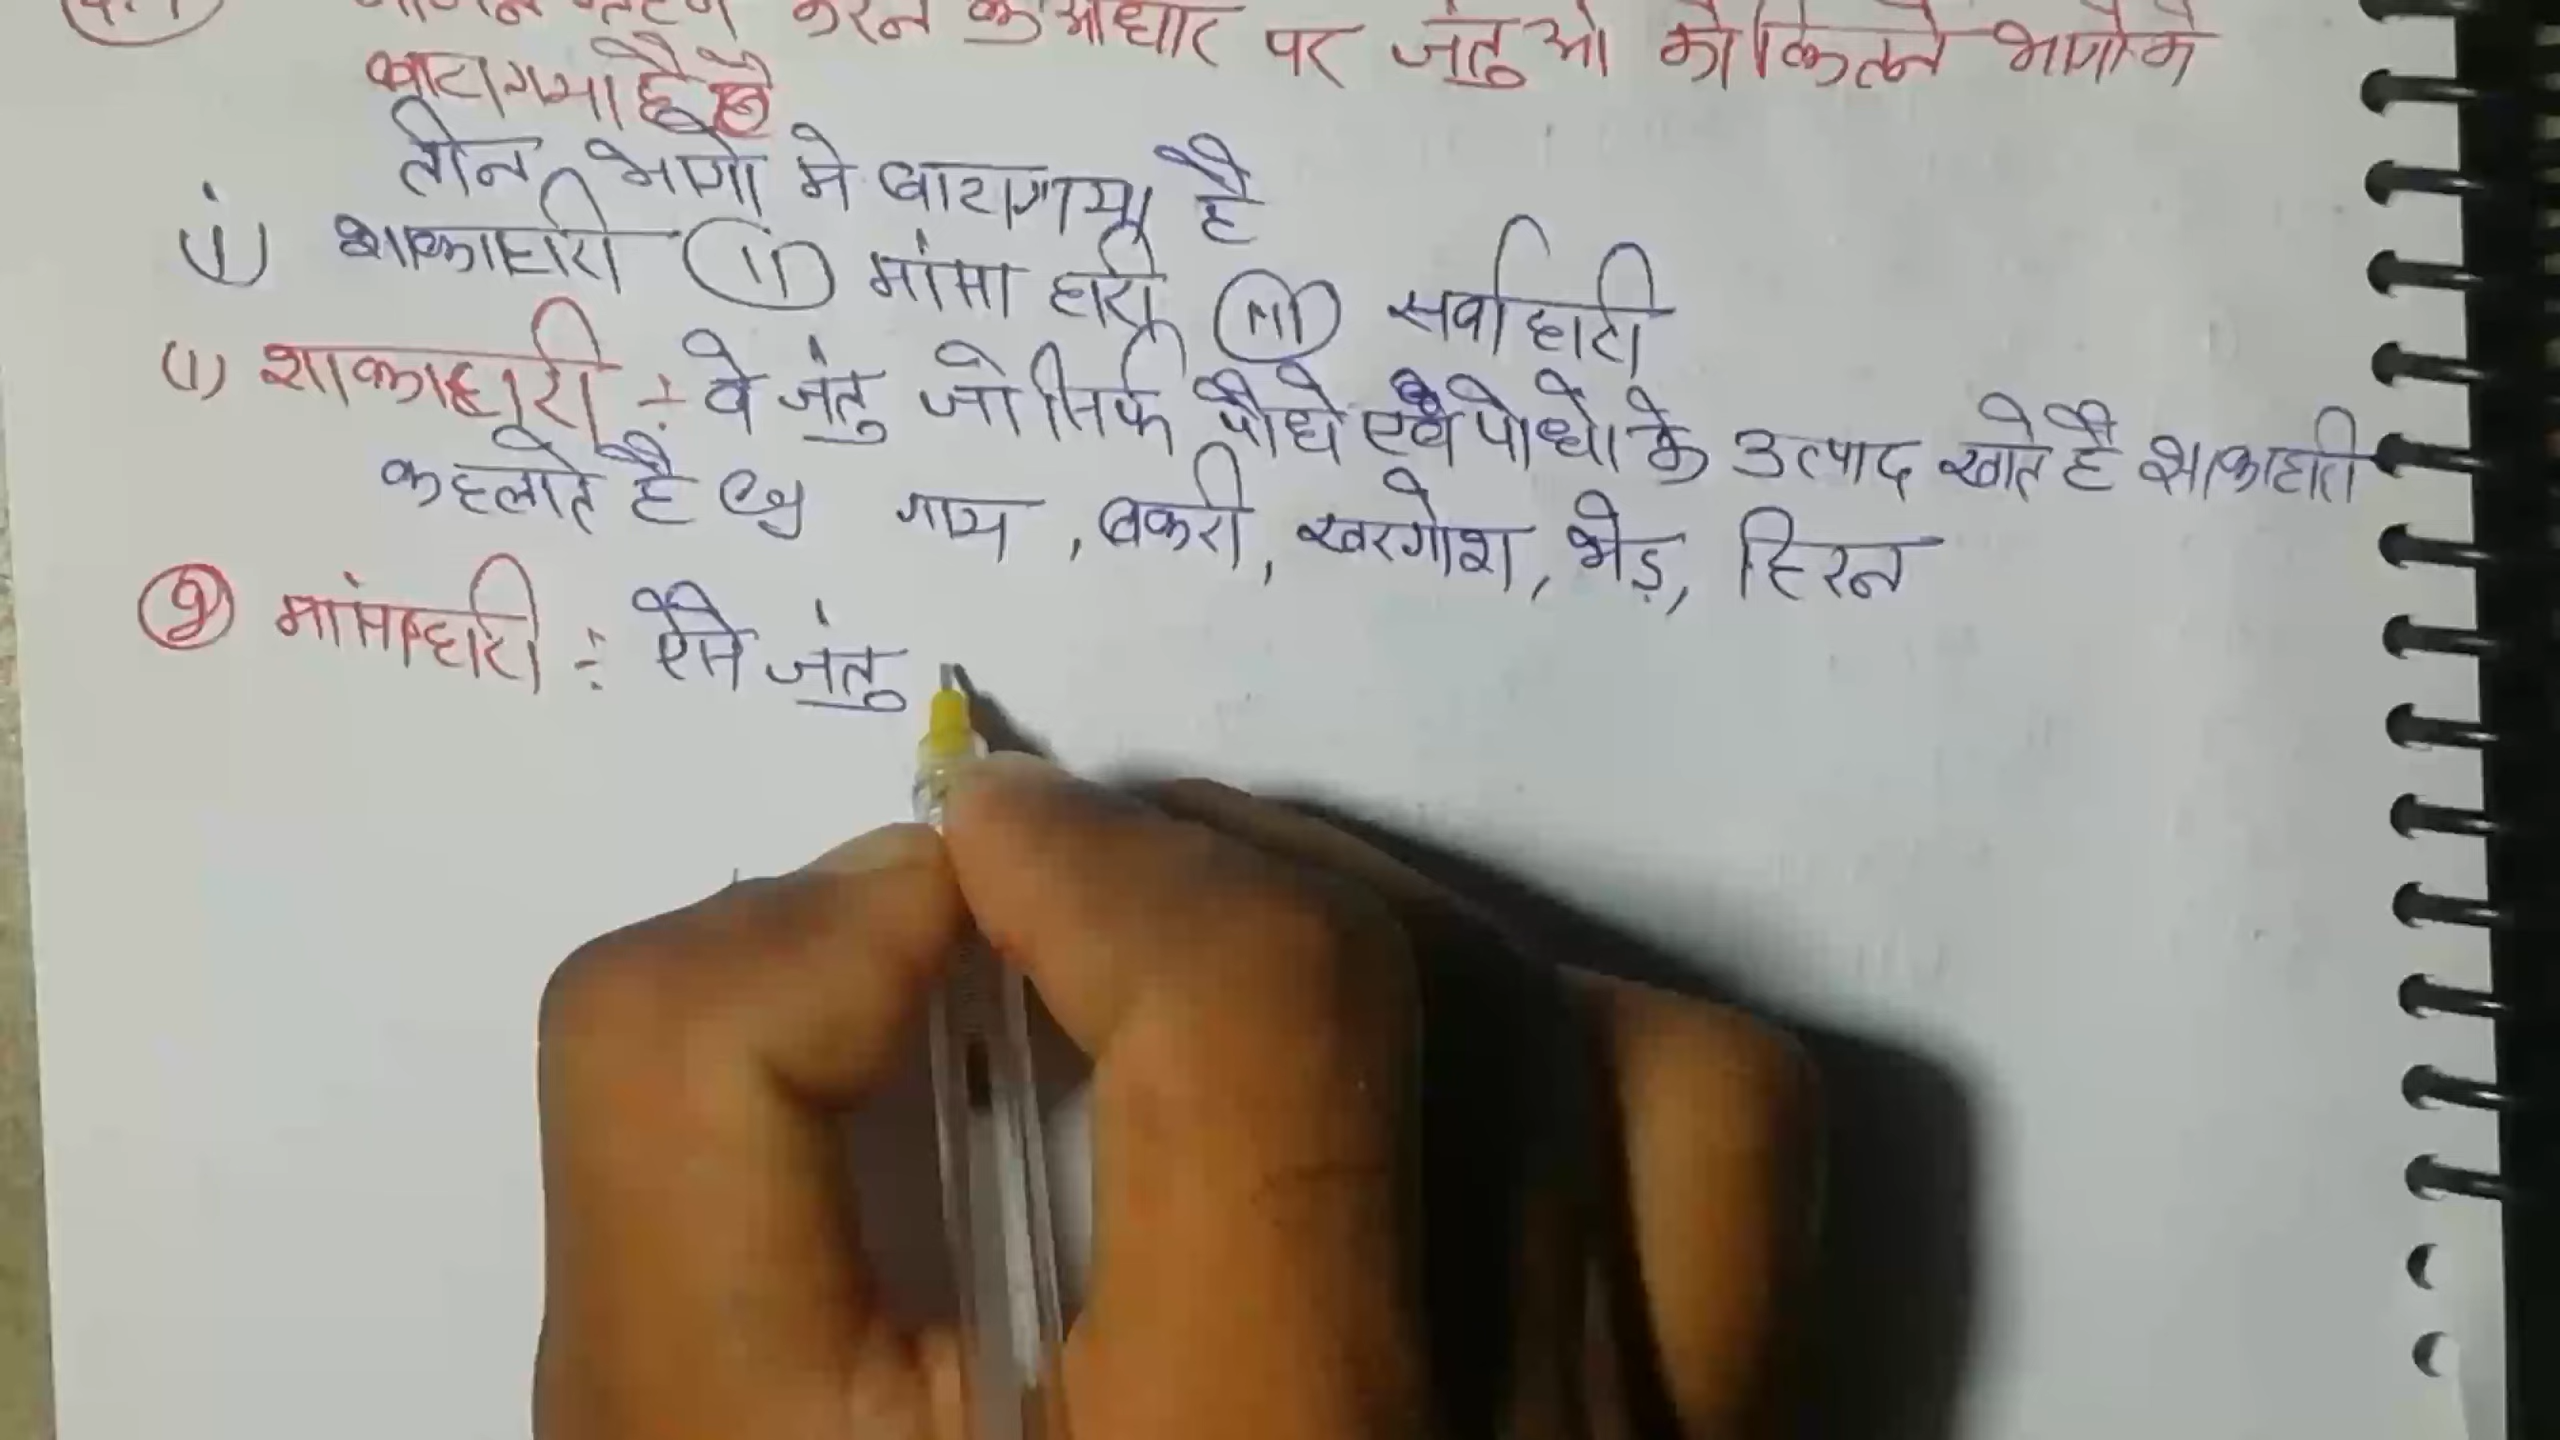 करने के आधार पर जंतुओ को कितने भागो मे
बाटा गया है
तीन भागो मे बाटा गया है
(i) शाकाहारी (ii) मांसाहारी (iii) सर्वाहारी
(1) शाकाहारी ÷ वे जंतु जो सिर्फ पौधे एवं पोधो के उत्पाद खाते है शाकाहारी
कहलाते है eg गाय, बकरी, खरगोश, भेड़, हिरन
(2) मांसाहारी ÷ ऐसे जंतु